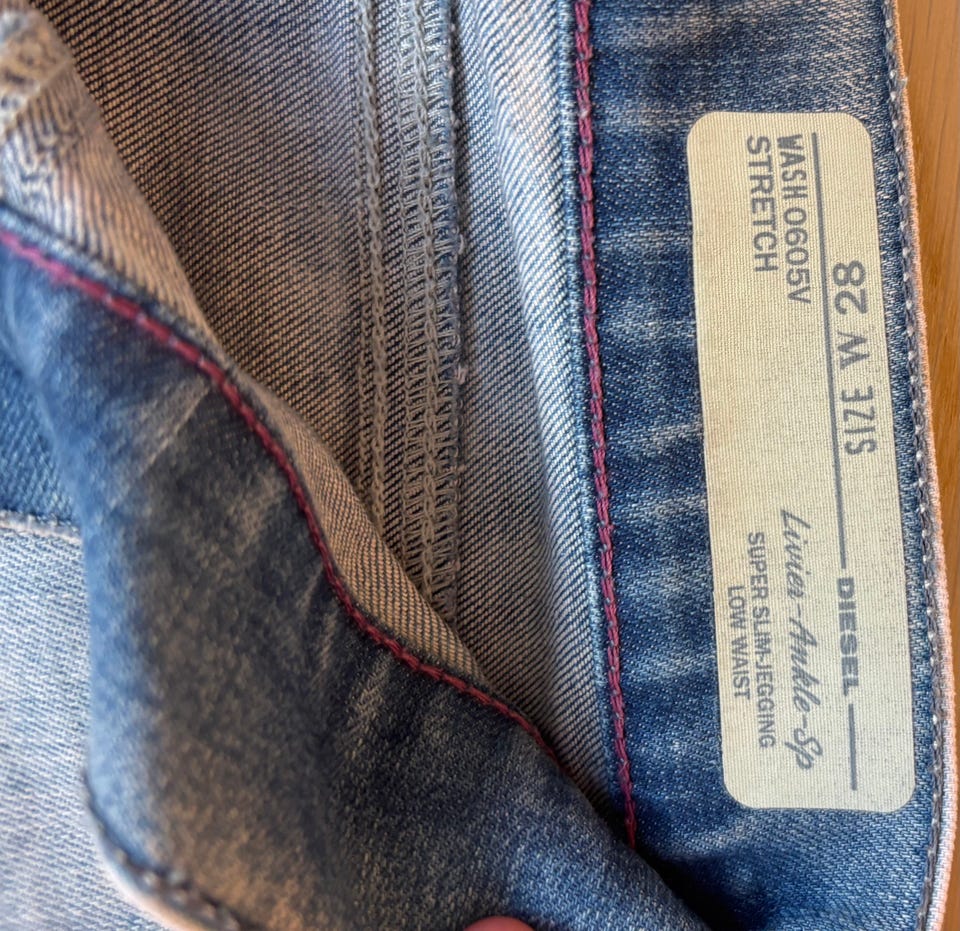 SIZE W 28
WASH 0605V
STRETCH
DIESEL
Livier-Ankle-Sp
SUPER SLIM-JEGGING
LOW WAIST